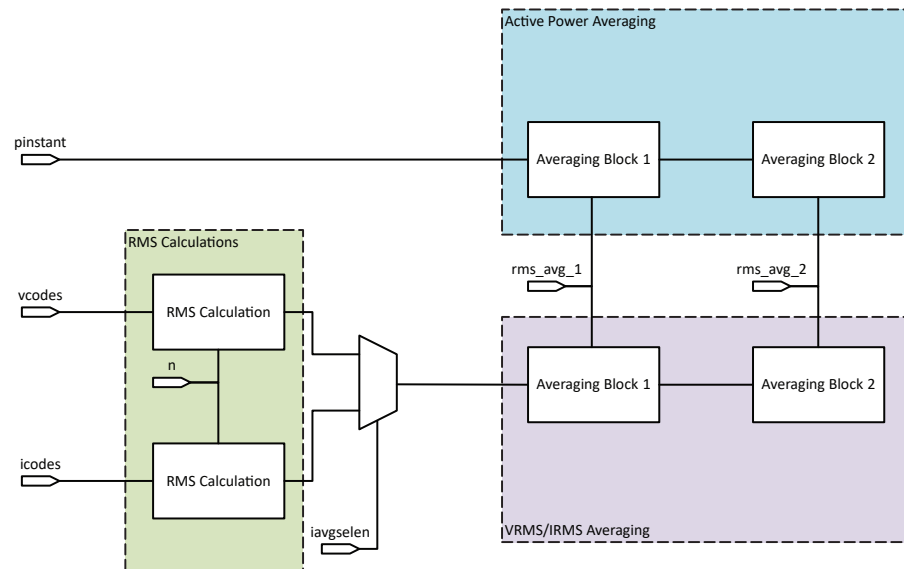 Active Power Averaging
pinstant
Averaging Block 1
Averaging Block 2
RMS Calculations
rms_avg_1
rms_avg_2
vcodes
RMS Calculation
n
Averaging Block 1
Averaging Block 2
icodes
RMS Calculation
iavgselen
VRMS/IRMS Averaging